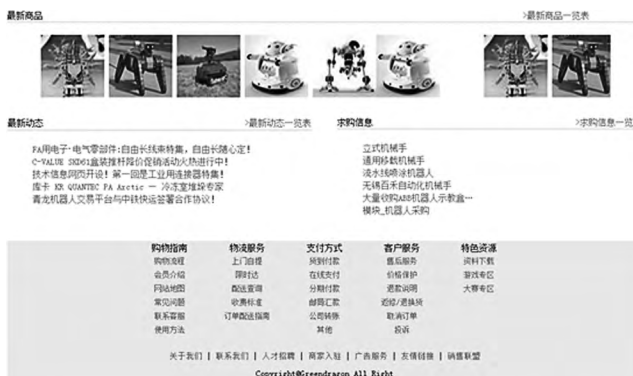 最新商品 >最新商品一览表
最新动态 >最新动态一览表
FA用电子·电气零部件:自由长线束特集，自由长随心定!
C-VALUE SKD61盒装推杆降价促销活动火热进行中!
技术信息网页开设! 第一回是工业用连接器特集!
库卡 KR QUANTEC PA Arctic — 冷冻室堆垛专家
青龙机器人交易平台与中铁快运签署合作协议!
求购信息 >求购信息一览
立式机械手
通用移载机械手
流水线喷涂机器人
无锡百禾自动化机械手
大量收购ABB机器人示教盒…
模块_机器人采购
购物指南 物流服务 支付方式 客户服务 特色资源
购物流程 上门自提 货到付款 售后服务 资料下载
会员介绍 限时达 在线支付 价格保护 游戏专区
网站地图 配送查询 分期付款 退款说明 大赛专区
常见问题 收费标准 邮局汇款 返修/退换货
联系客服 订单配送指南 公司转账 取消订单
使用方法 其他 投诉
关于我们 | 联系我们 | 人才招聘 | 商家入驻 | 广告服务 | 友情链接 | 销售联盟
Copyright@Greendragon All Right